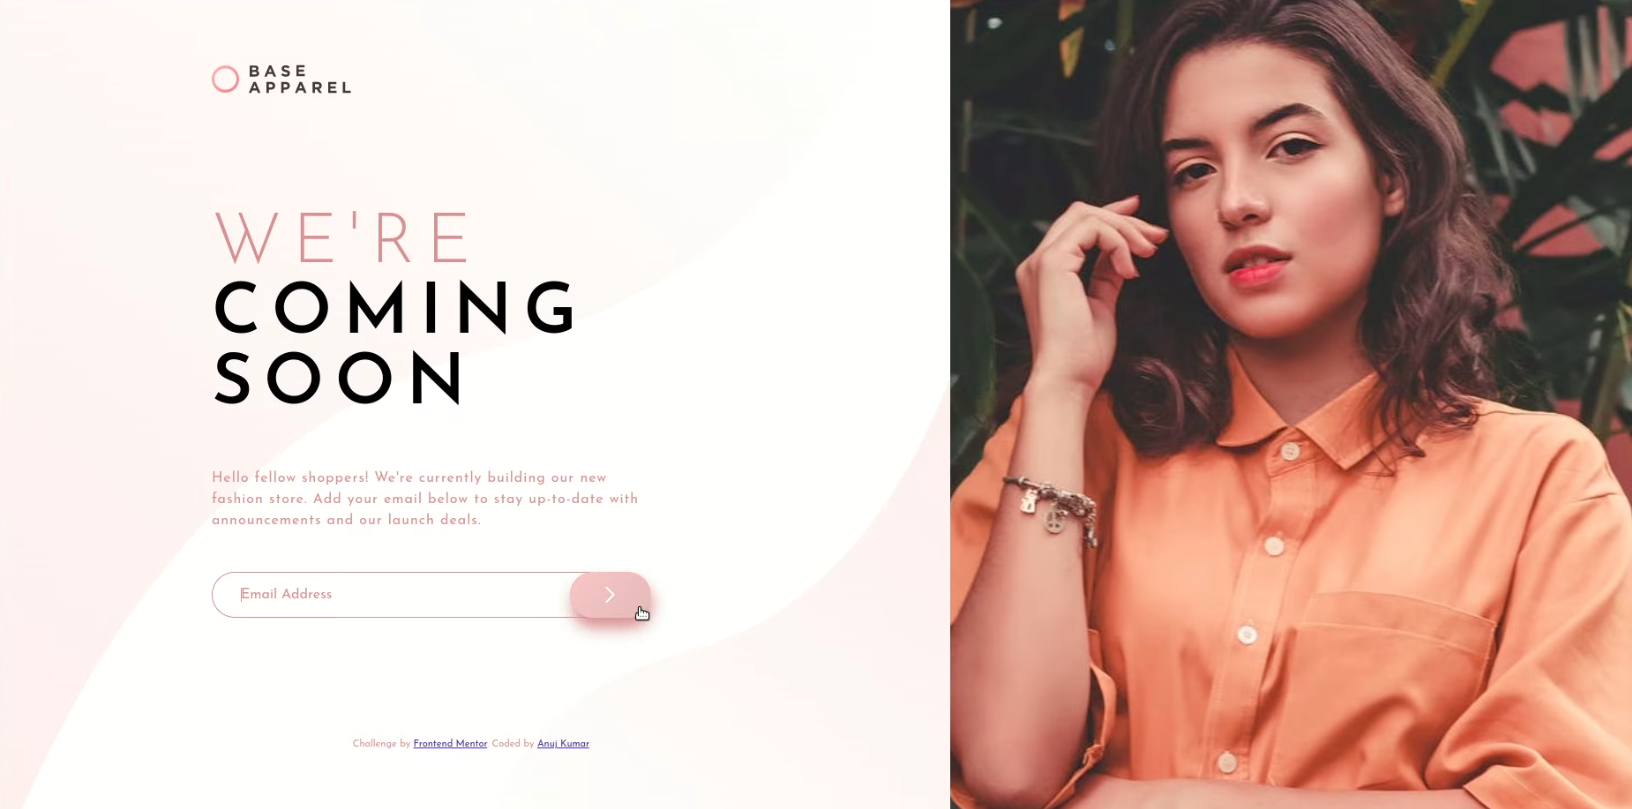 BASE
APPAREL
WE'RE
COMING
SOON
Hello fellow shoppers! We're currently building our new
fashion store. Add your email below to stay up-to-date with
announcements and our launch deals.
Email Address
Challenge by Frontend Mentor. Coded by Anuj Kumar.